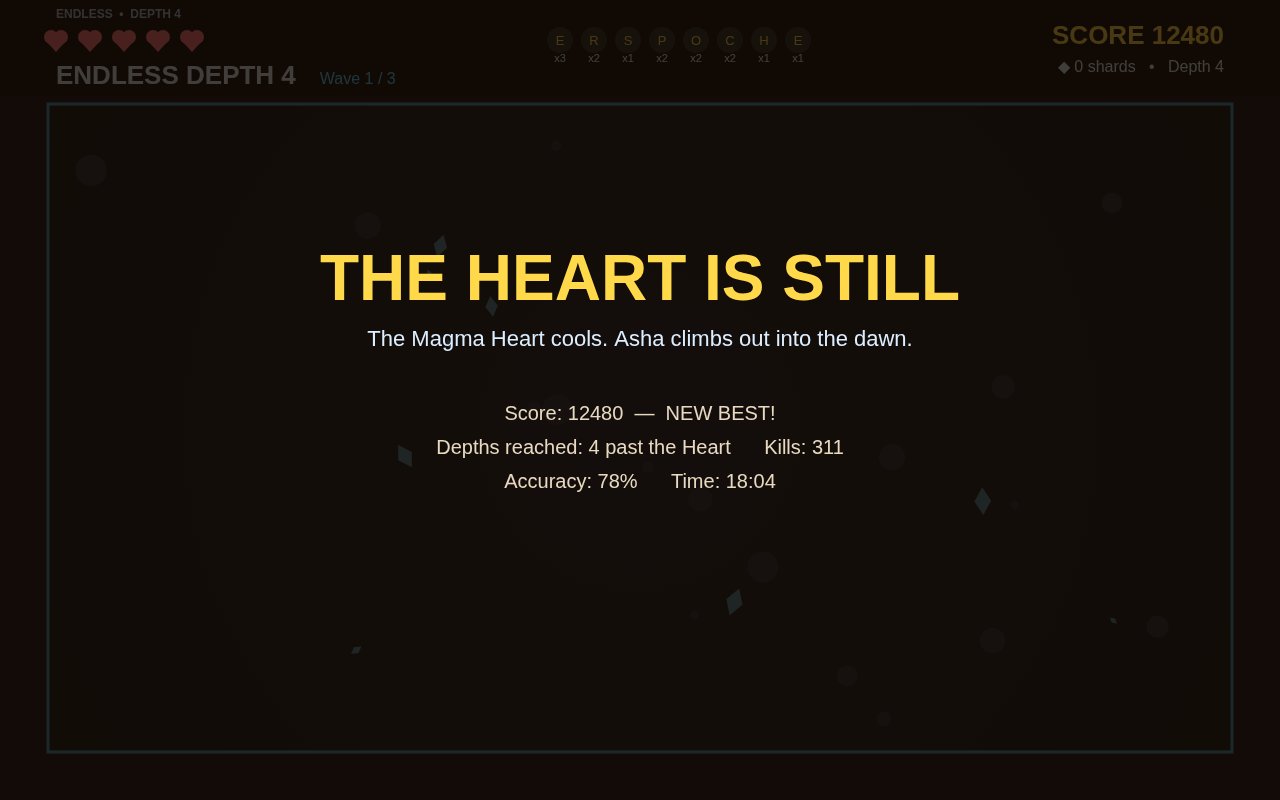 ENDLESS • DEPTH 4
ENDLESS DEPTH 4 Wave 1 / 3
E R S P O C H E
x3 x2 x1 x2 x2 x2 x1 x1
SCORE 12480
◆ 0 shards • Depth 4
THE HEART IS STILL
The Magma Heart cools. Asha climbs out into the dawn.
Score: 12480 — NEW BEST!
Depths reached: 4 past the Heart Kills: 311
Accuracy: 78% Time: 18:04